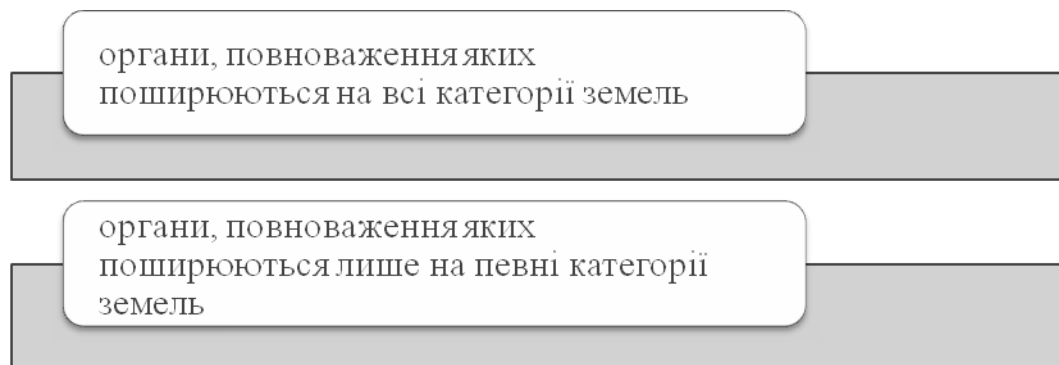 органи, повноваження яких
поширюються на всі категорії земель
органи, повноваження яких
поширюються лише на певні категорії
земель